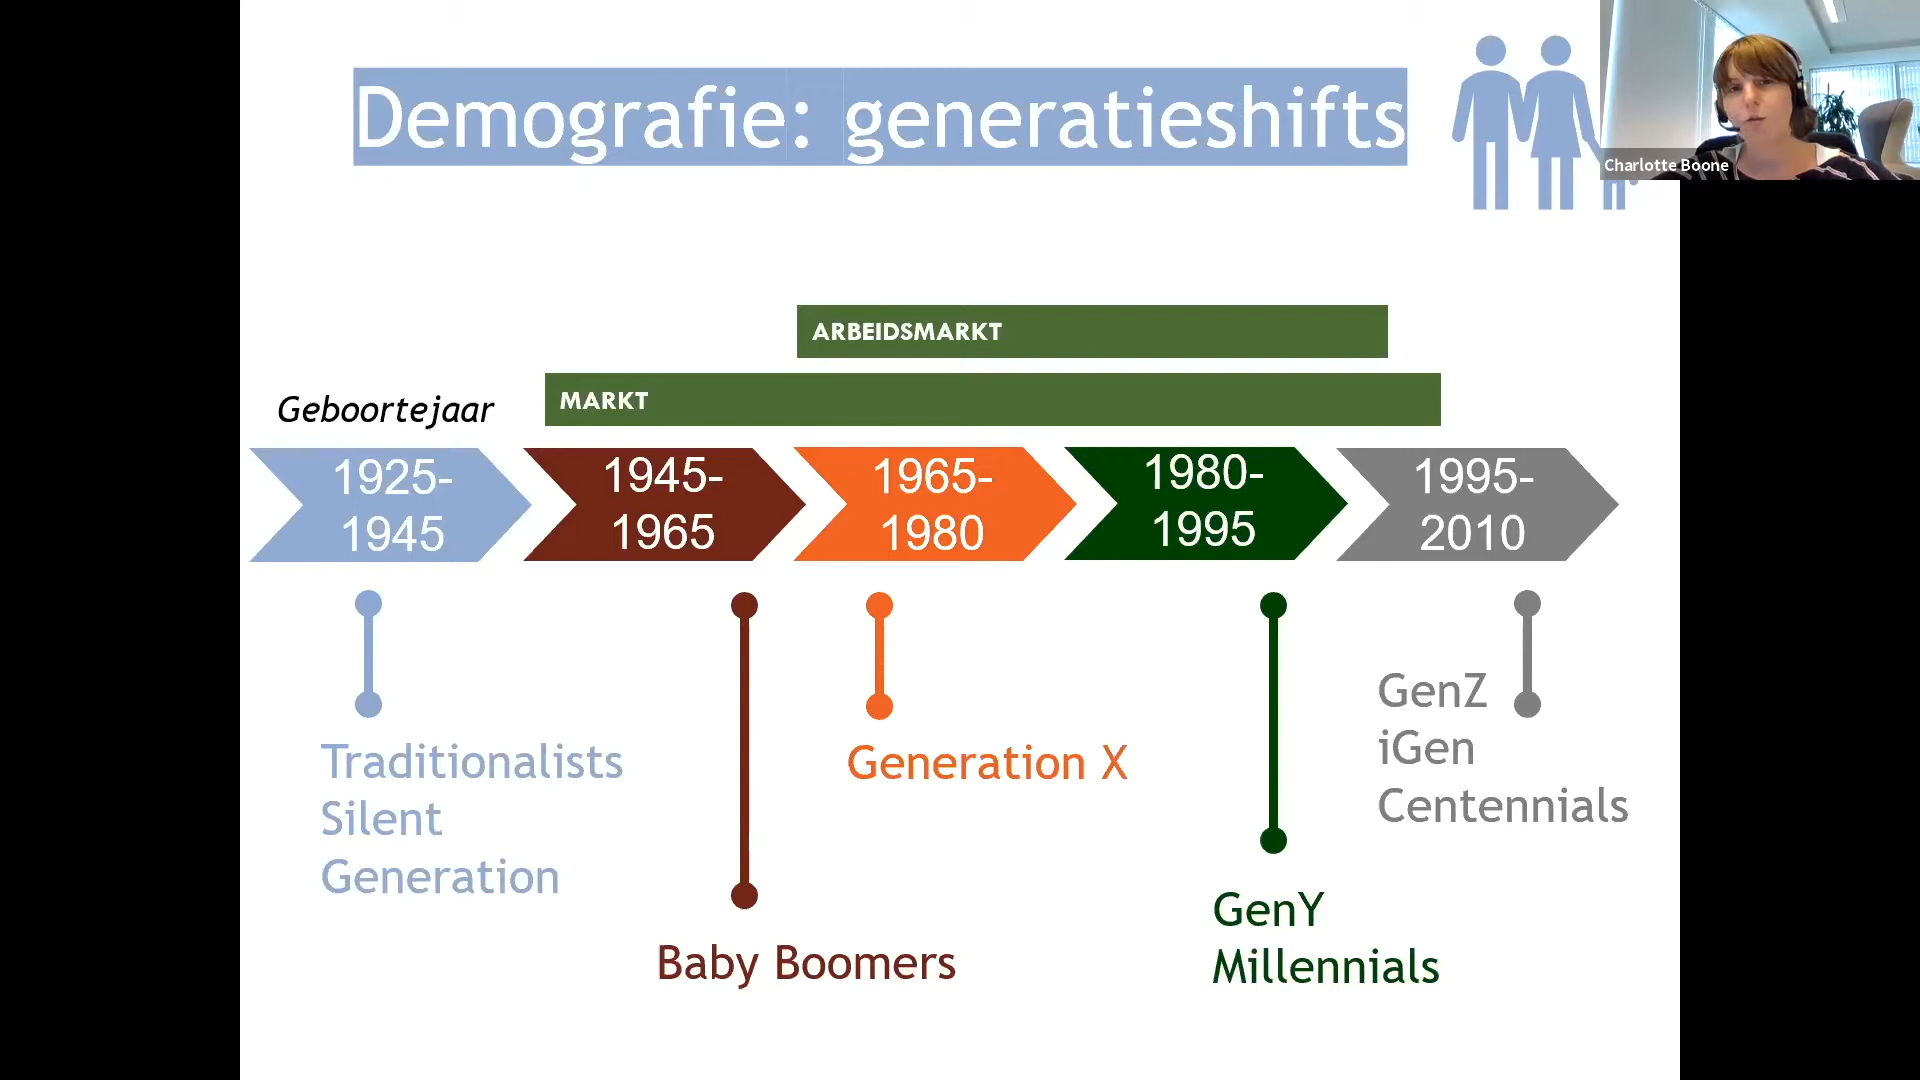 Demografie: generatieshifts
Charlotte Boone
ARBEIDSMARKT
MARKT
Geboortejaar
1925-
1945
1945-
1965
1965-
1980
1980-
1995
1995-
2010
Traditionalists
Silent
Generation
Baby Boomers
Generation X
GenY
Millennials
GenZ
iGen
Centennials